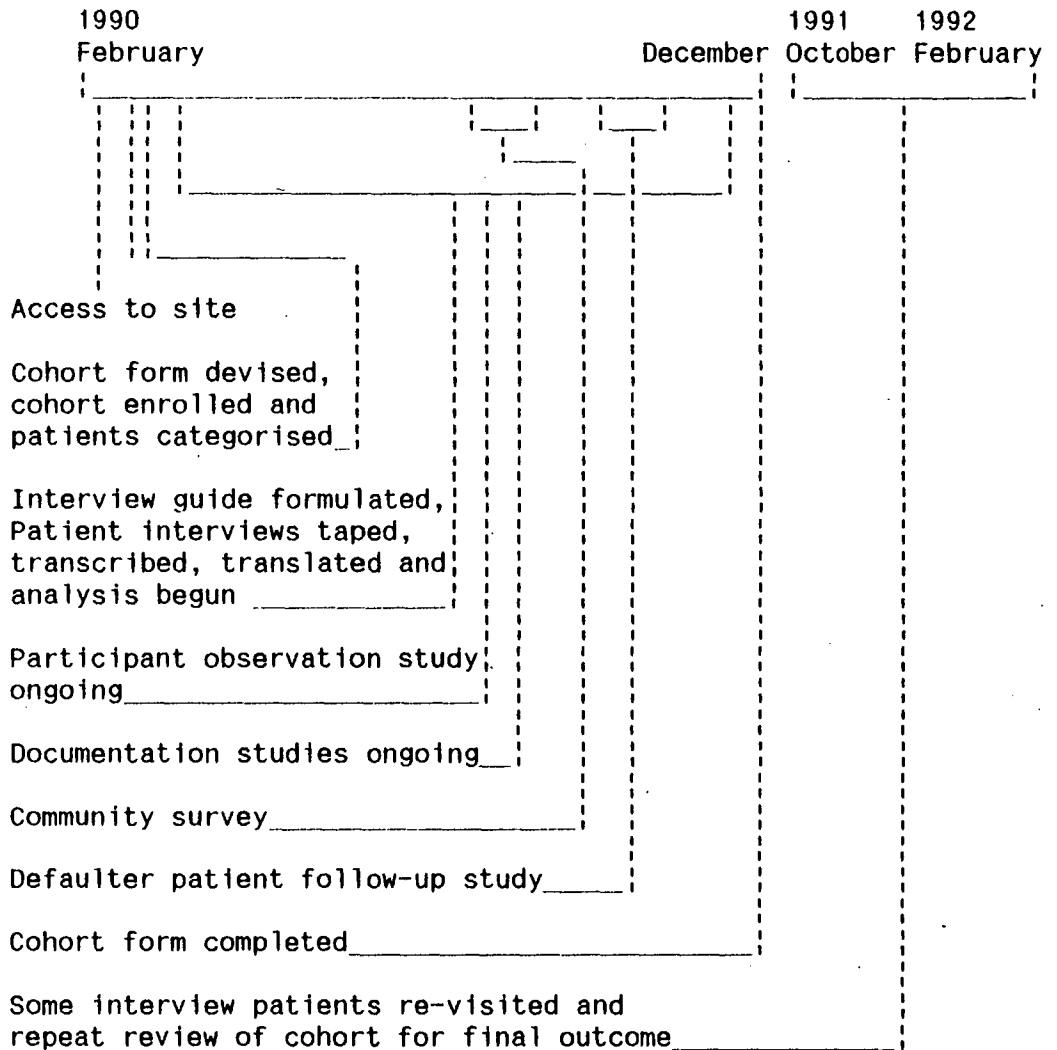 1990 1991 1992
February December October February
Access to site
Cohort form devised,
cohort enrolled and
patients categorised
Interview guide formulated,
Patient interviews taped,
transcribed, translated and
analysis begun
Participant observation study
ongoing
Documentation studies ongoing
Community survey
Defaulter patient follow-up study
Cohort form completed
Some interview patients re-visited and
repeat review of cohort for final outcome